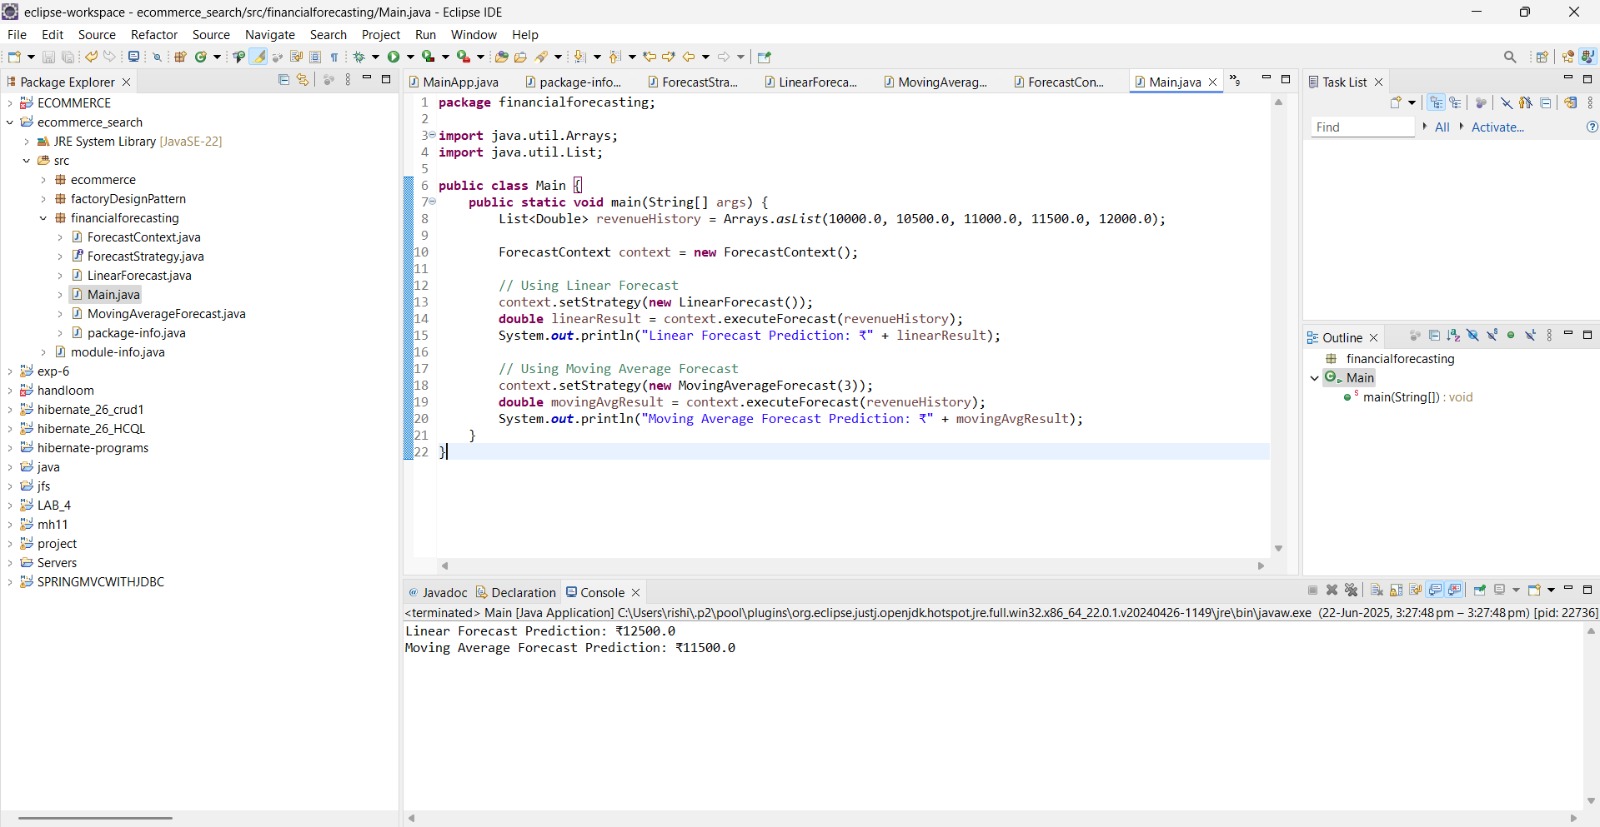 eclipse-workspace - ecommerce_search/src/financialforecasting/Main.java - Eclipse IDE
File Edit Source Refactor Source Navigate Search Project Run Window Help
Package Explorer
ECOMMERCE
ecommerce_search
JRE System Library [JavaSE-22]
src
ecommerce
factoryDesignPattern
financialforecasting
ForecastContext.java
ForecastStrategy.java
LinearForecast.java
Main.java
MovingAverageForecast.java
package-info.java
module-info.java
exp-6
handloom
hibernate_26_crud1
hibernate_26_HCQL
hibernate-programs
java
jfs
LAB_4
mh11
project
Servers
SPRINGMVCWITHJDBC
MainApp.java package-info... ForecastStra... LinearForeca... MovingAverag... ForecastCon... Main.java »9
1 package financialforecasting;
2
3 import java.util.Arrays;
4 import java.util.List;
5
6 public class Main {
7 public static void main(String[] args) {
8 List<Double> revenueHistory = Arrays.asList(10000.0, 10500.0, 11000.0, 11500.0, 12000.0);
9
10 ForecastContext context = new ForecastContext();
11
12 // Using Linear Forecast
13 context.setStrategy(new LinearForecast());
14 double linearResult = context.executeForecast(revenueHistory);
15 System.out.println("Linear Forecast Prediction: ₹" + linearResult);
16
17 // Using Moving Average Forecast
18 context.setStrategy(new MovingAverageForecast(3));
19 double movingAvgResult = context.executeForecast(revenueHistory);
20 System.out.println("Moving Average Forecast Prediction: ₹" + movingAvgResult);
21 }
22 }
Task List
Find All Activate...
Outline
financialforecasting
Main
main(String[]) : void
@ Javadoc Declaration Console
<terminated> Main [Java Application] C:\Users\rishi\.p2\pool\plugins\org.eclipse.justj.openjdk.hotspot.jre.full.win32.x86_64_22.0.1.v20240426-1149\jre\bin\javaw.exe (22-Jun-2025, 3:27:48 pm – 3:27:48 pm) [pid: 22736]
Linear Forecast Prediction: ₹12500.0
Moving Average Forecast Prediction: ₹11500.0